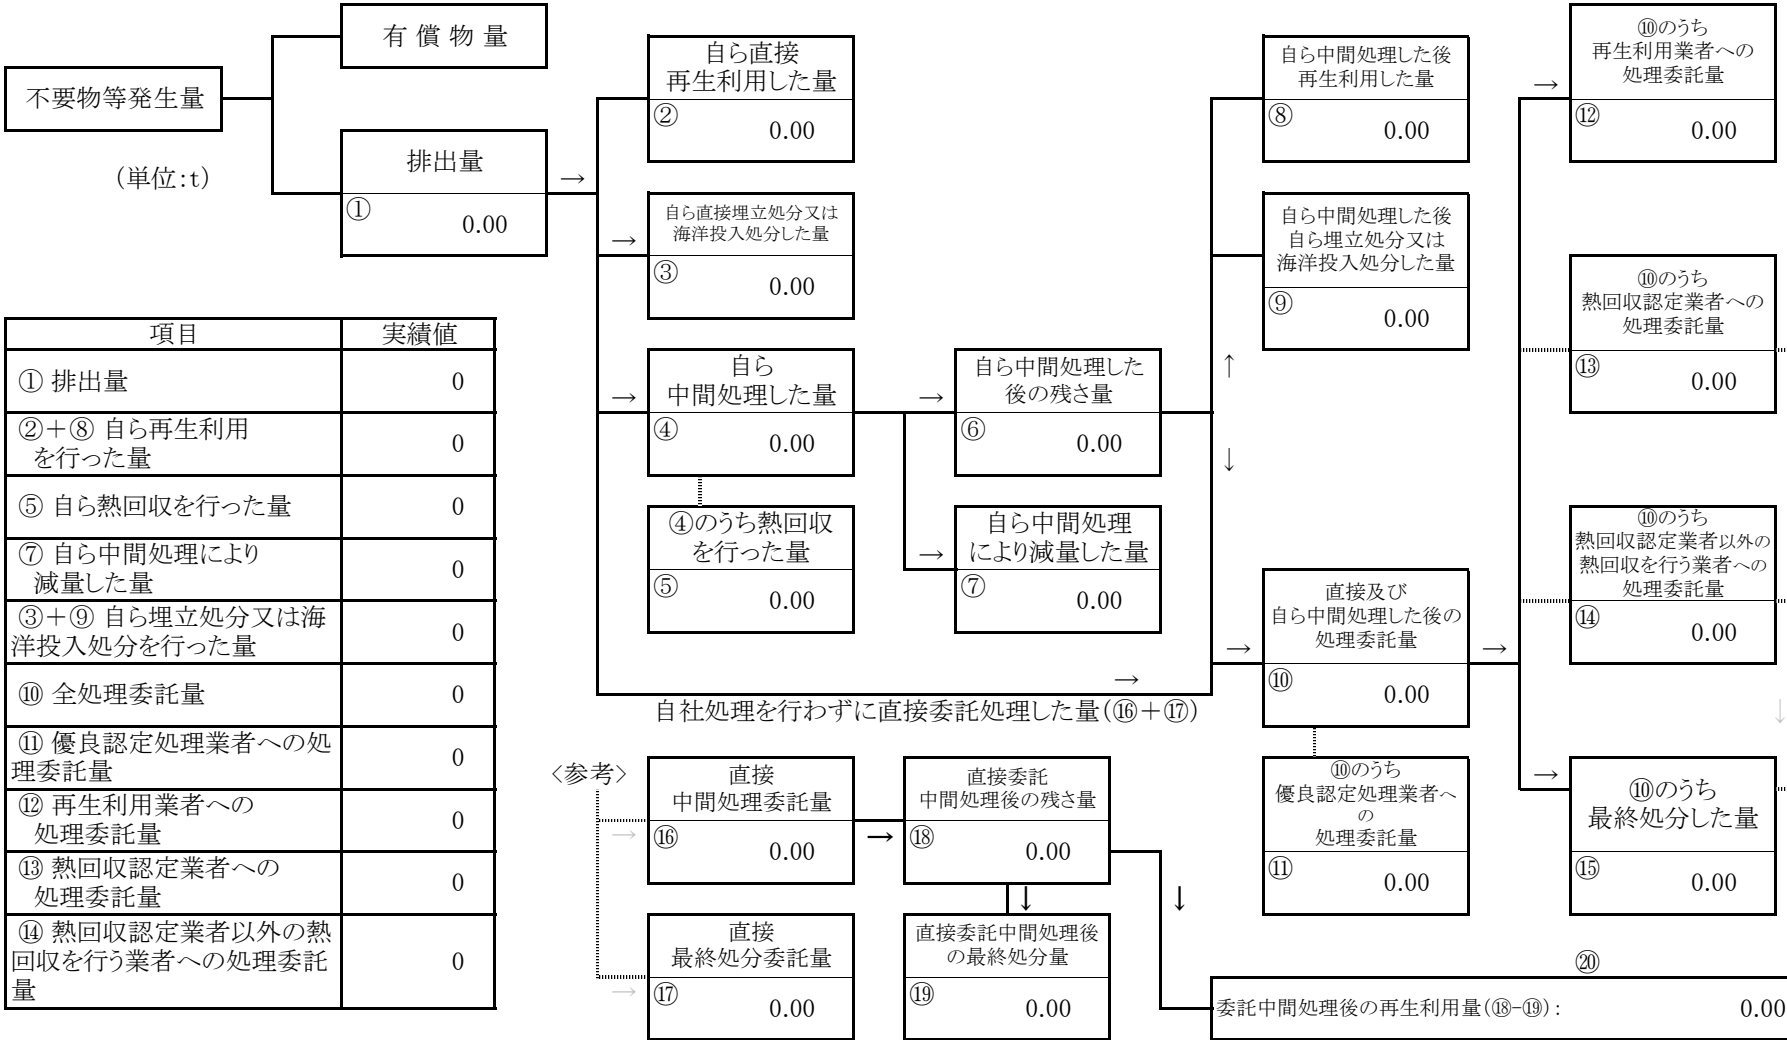 有 償 物 量
不要物等発生量
(単位:t)
排出量
①
0.00
→
自ら直接
再生利用した量
②
0.00
→
自ら直接埋立処分又は
海洋投入処分した量
③
0.00
→
自ら
中間処理した量
④
0.00
④のうち熱回収
を行った量
⑤
0.00
→
自ら中間処理した
後の残さ量
⑥
0.00
→
自ら中間処理
により減量した量
⑦
0.00
↑
↓
自ら中間処理した後
再生利用した量
⑧
0.00
自ら中間処理した後
自ら埋立処分又は
海洋投入処分した量
⑨
0.00
→
自社処理を行わずに直接委託処理した量(⑯+⑰)
→
直接及び
自ら中間処理した後の
処理委託量
⑩
0.00
⑩のうち
優良認定処理業者へ
の
処理委託量
⑪
0.00
→
→
⑩のうち
再生利用業者への
処理委託量
⑫
0.00
⑩のうち
熱回収認定業者への
処理委託量
⑬
0.00
⑩のうち
熱回収認定業者以外の
熱回収を行う業者への
処理委託量
⑭
0.00
↓
→
⑩のうち
最終処分した量
⑮
0.00
項目 実績値
① 排出量 0
②+⑧ 自ら再生利用
を行った量 0
⑤ 自ら熱回収を行った量 0
⑦ 自ら中間処理により
減量した量 0
③+⑨ 自ら埋立処分又は海
洋投入処分を行った量 0
⑩ 全処理委託量 0
⑪ 優良認定処理業者への処
理委託量 0
⑫ 再生利用業者への
処理委託量 0
⑬ 熱回収認定業者への
処理委託量 0
⑭ 熱回収認定業者以外の熱
回収を行う業者への処理委託
量 0
<参考>
→
直接
中間処理委託量
⑯
0.00
→
直接委託
中間処理後の残さ量
⑱
0.00
↓
↓
→
直接
最終処分委託量
⑰
0.00
直接委託中間処理後
の最終処分量
⑲
0.00
⑳
委託中間処理後の再生利用量(⑱-⑲): 0.00